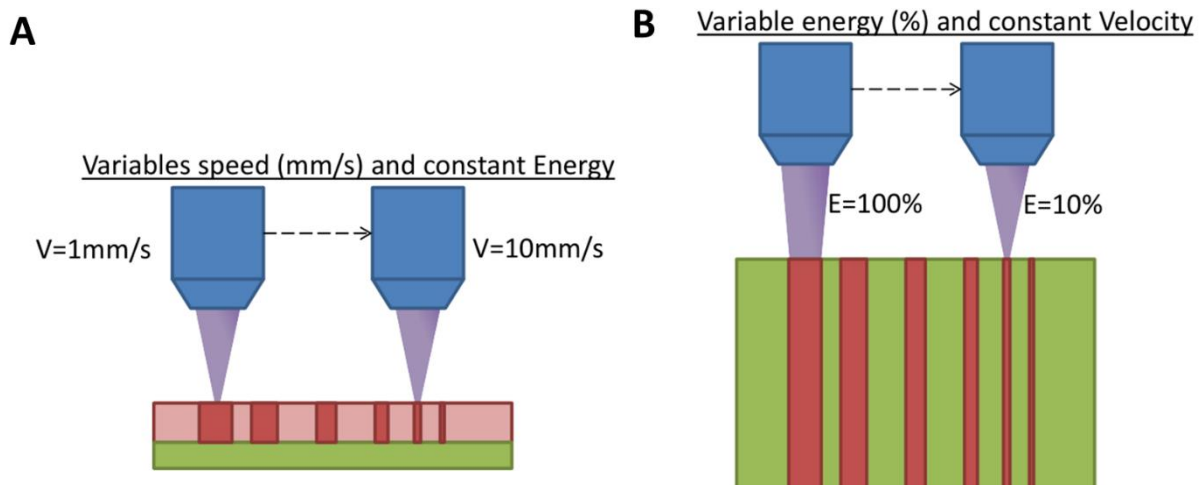 A
Variables speed (mm/s) and constant Energy
V=1mm/s
V=10mm/s
B
Variable energy (%) and constant Velocity
E=100%
E=10%